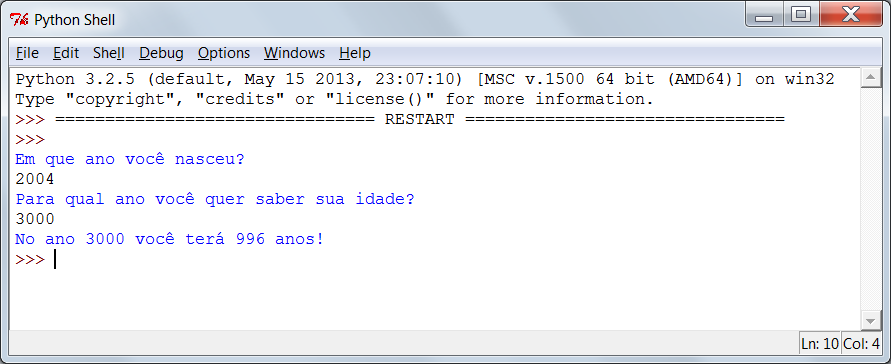 Python Shell
File Edit Shell Debug Options Windows Help
Python 3.2.5 (default, May 15 2013, 23:07:10) [MSC v.1500 64 bit (AMD64)] on win32
Type "copyright", "credits" or "license()" for more information.
>>> ================================ RESTART ================================
>>>
Em que ano você nasceu?
2004
Para qual ano você quer saber sua idade?
3000
No ano 3000 você terá 996 anos!
>>>
Ln: 10 Col: 4